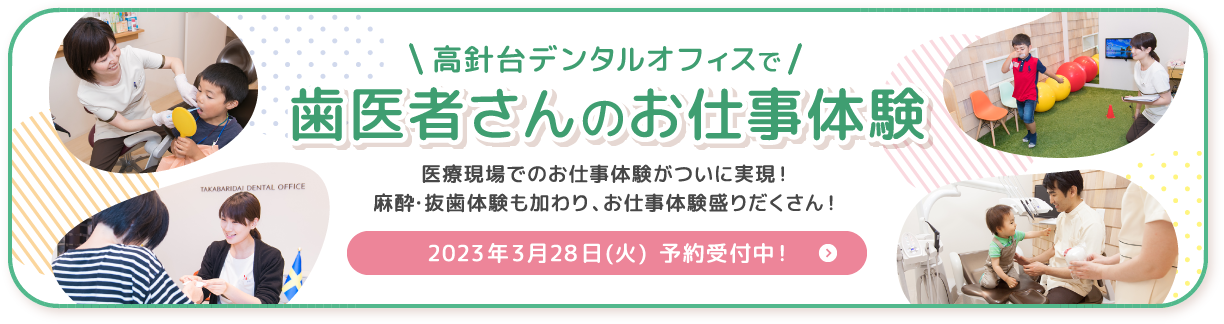 高針台デンタルオフィスで
歯医者さんのお仕事体験
医療現場でのお仕事体験がついに実現！
麻酔・抜歯体験も加わり、お仕事体験盛りだくさん！
2023年3月28日(火) 予約受付中！
TAKABARIDAI DENTAL OFFICE